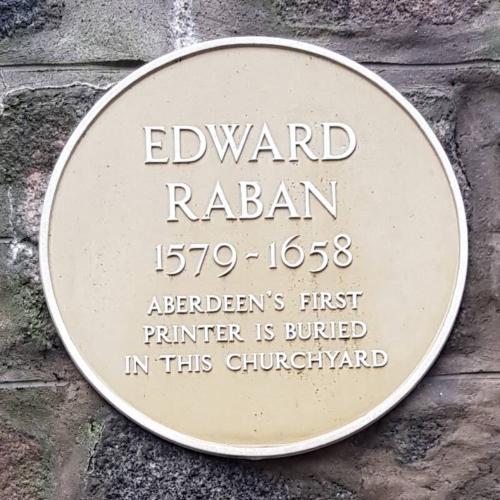 EDWARD
RABAN
1579-1658
ABERDEEN'S FIRST
PRINTER IS BURIED
IN THIS CHURCHYARD